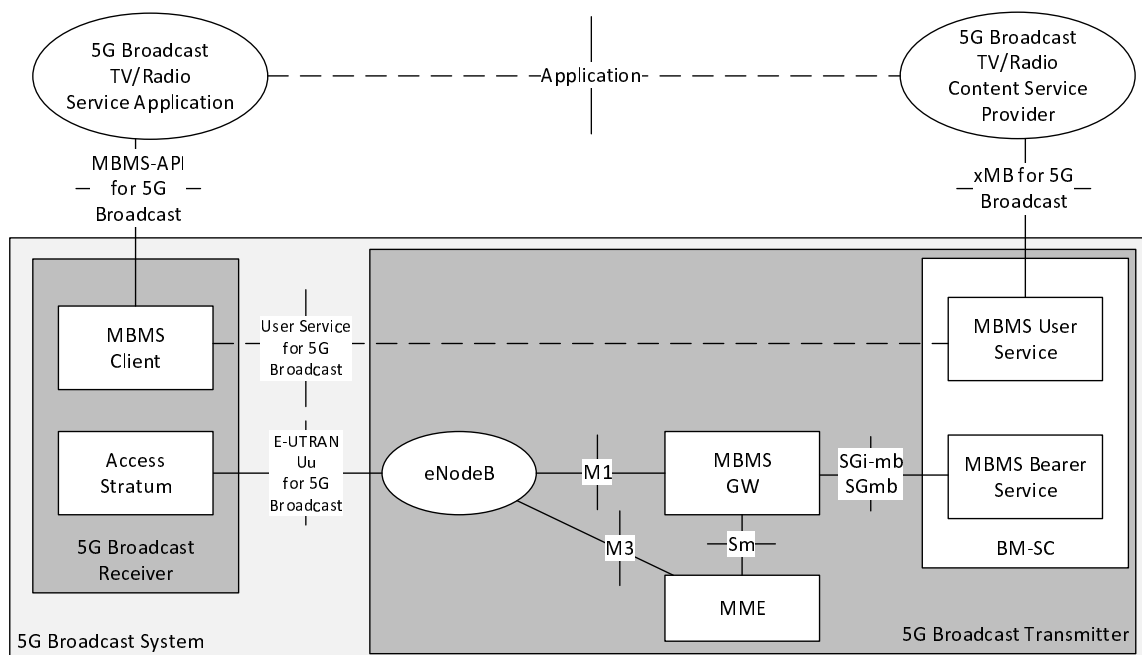 5G Broadcast
TV/Radio
Service Application
Application
5G Broadcast
TV/Radio
Content Service
Provider
MBMS-API
for 5G
Broadcast
xMB for 5G
Broadcast
MBMS
Client
User Service
for 5G
Broadcast
MBMS User
Service
Access
Stratum
E-UTRAN
Uu
for 5G
Broadcast
eNodeB
M1
MBMS
GW
SGi-mb
SGmb
MBMS Bearer
Service
5G Broadcast
Receiver
M3
Sm
BM-SC
MME
5G Broadcast System
5G Broadcast Transmitter